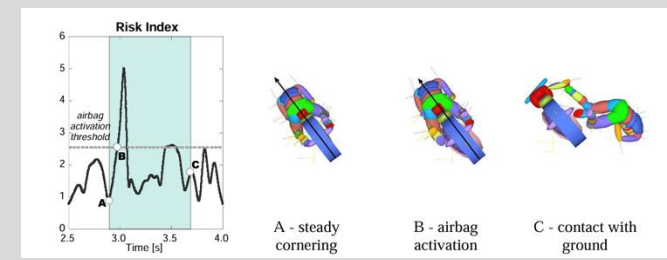 Risk Index
6
5
4
3
2
1
0
airbag
activation
threshold
B
A
C
2.5
3.0
3.5
4.0
Time [s]
A - steady
cornering
B - airbag
activation
C - contact with
ground